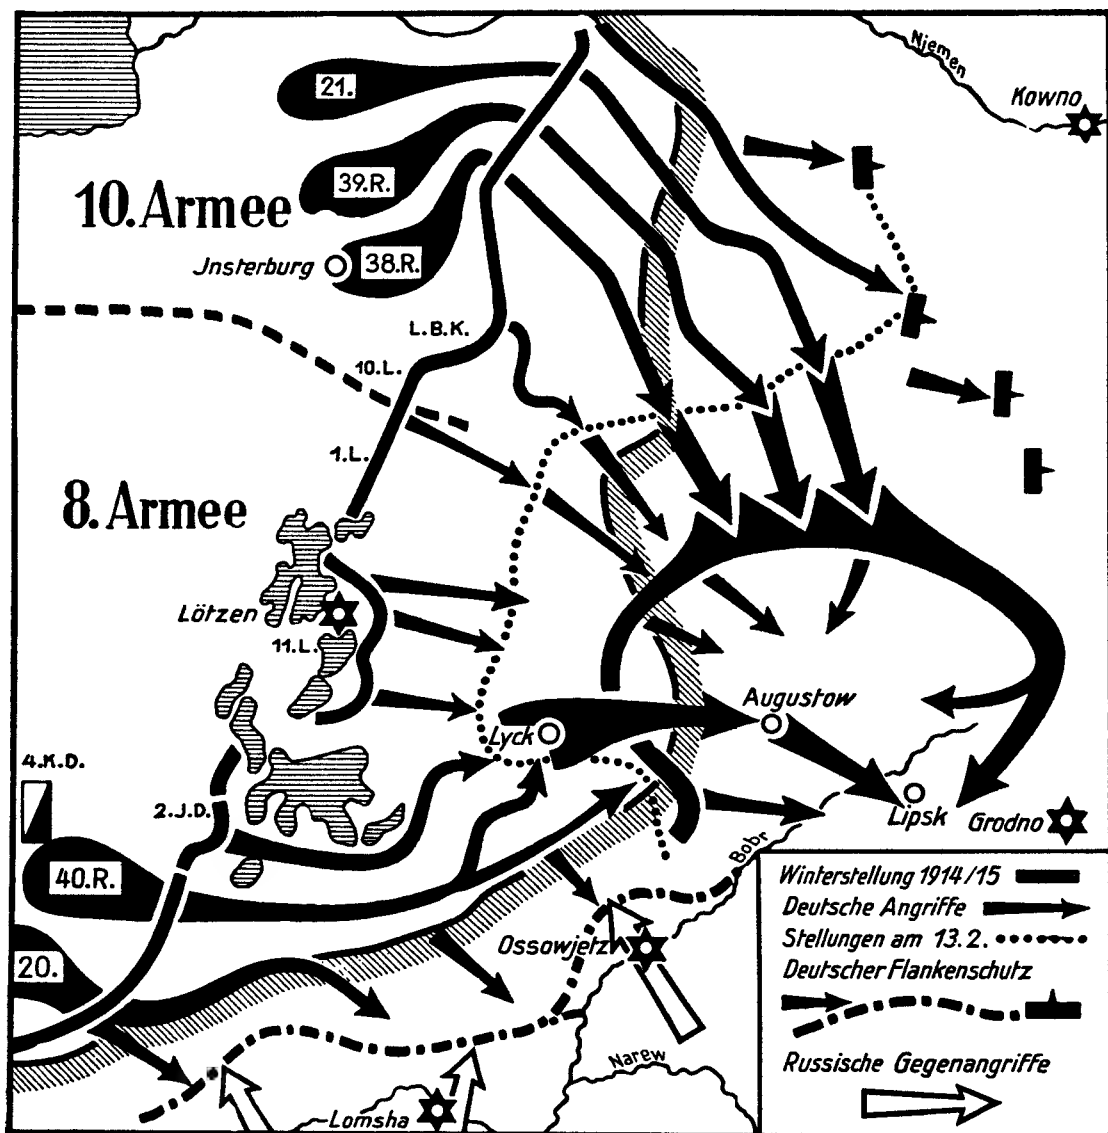 Njemen
Kowno
21.
39.R.
10.Armee
Jnsterburg
38.R.
L.B.K.
10.L.
1.L.
8.Armee
Lötzen
11.L.
Augustow
Lyck
4.K.D.
2.J.D.
Lipsk
Grodno
Bobr
40.R.
Ossowjetz
20.
Narew
Lomsha
Winterstellung 1914/15
Deutsche Angriffe
Stellungen am 13.2.
Deutscher Flankenschutz
Russische Gegenangriffe